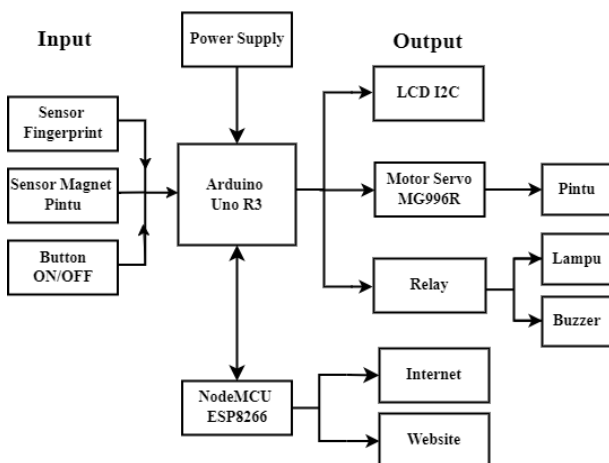 Input
Power Supply
Output
Sensor
Fingerprint
Sensor Magnet
Pintu
Button
ON/OFF
Arduino
Uno R3
LCD I2C
Motor Servo
MG996R
Pintu
Relay
Lampu
Buzzer
NodeMCU
ESP8266
Internet
Website